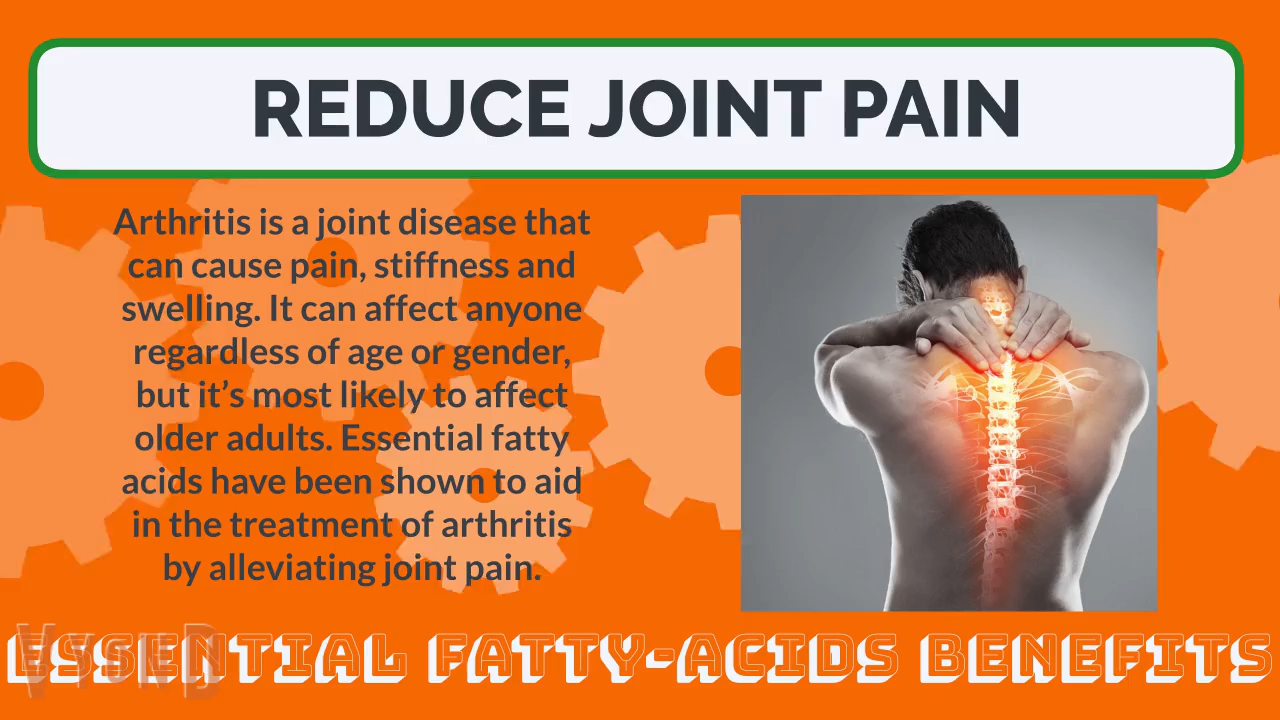 REDUCE JOINT PAIN
Arthritis is a joint disease that
can cause pain, stiffness and
swelling. It can affect anyone
regardless of age or gender,
but it’s most likely to affect
older adults. Essential fatty
acids have been shown to aid
in the treatment of arthritis
by alleviating joint pain.
ESSENTIAL FATTY-ACIDS BENEFITS